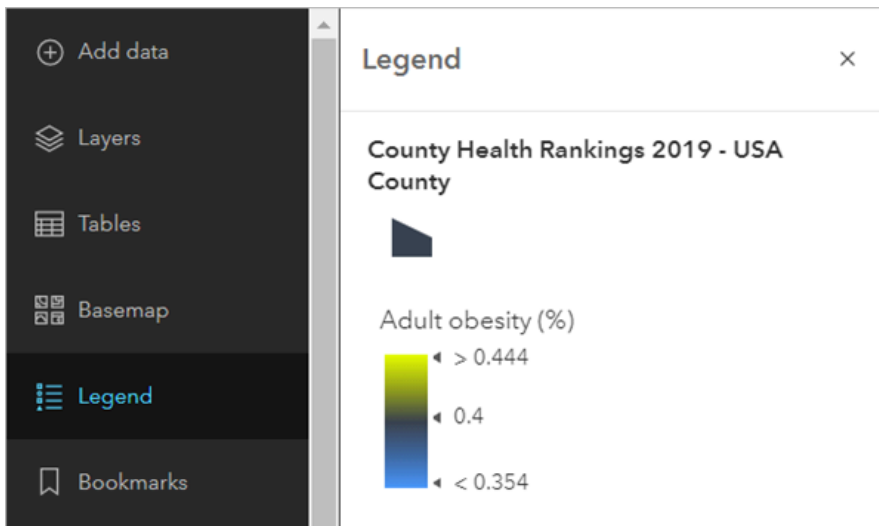 Add data
Layers
Tables
Basemap
Legend
Bookmarks
Legend
County Health Rankings 2019 - USA
County
Adult obesity (%)
> 0.444
0.4
< 0.354